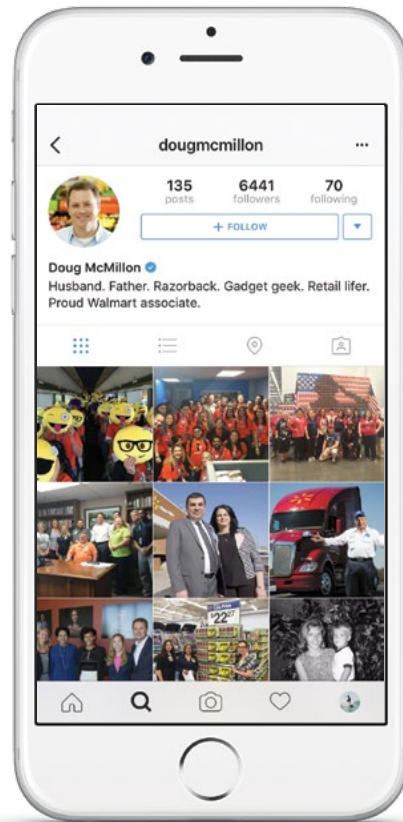 dougmcmillon
135 6441 70
posts followers following
+ FOLLOW
Doug McMillon
Husband. Father. Razorback. Gadget geek. Retail lifer.
Proud Walmart associate.
22